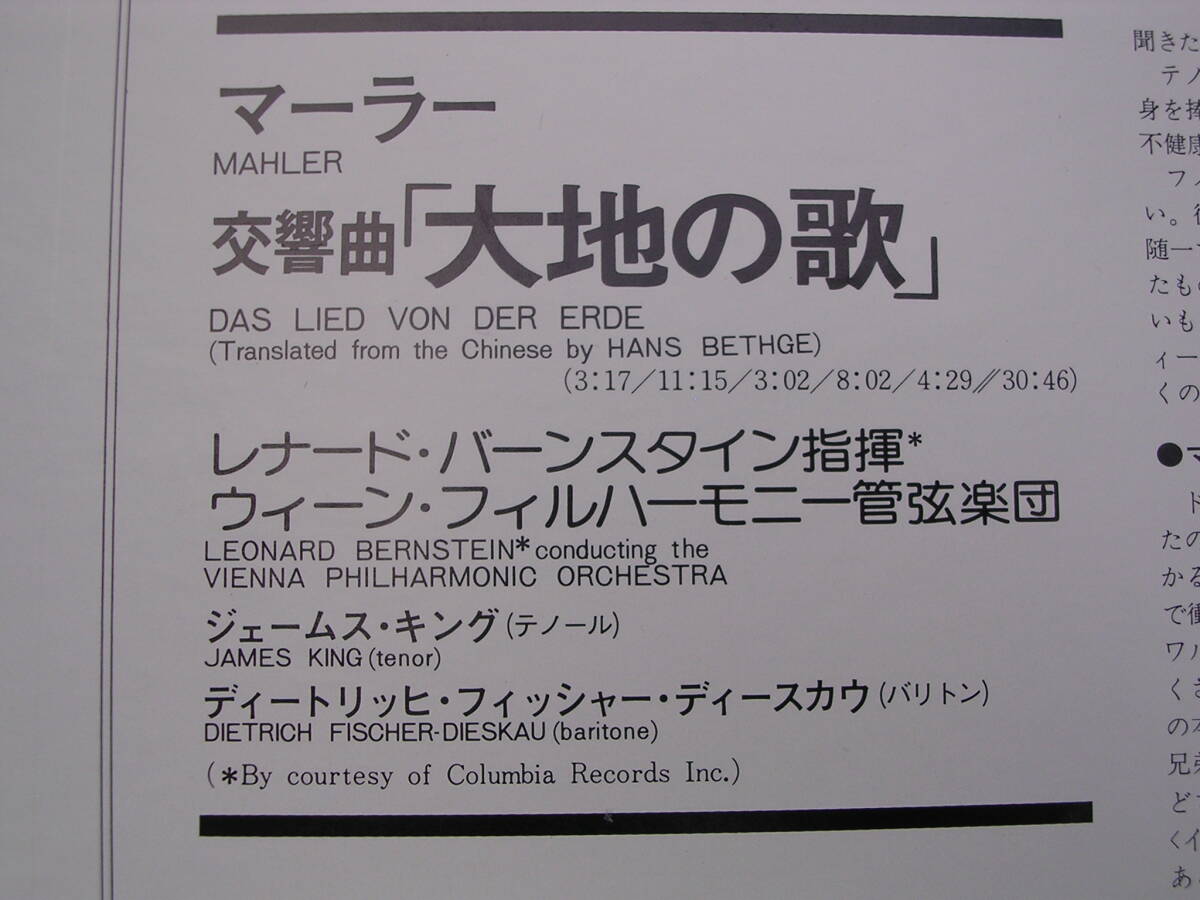 マーラー
MAHLER
交響曲「大地の歌」
DAS LIED VON DER ERDE
(Translated from the Chinese by HANS BETHGE)
(3:17/11:15/3:02/8:02/4:29//30:46)
レナード・バーンスタイン指揮*
ウィーン・フィルハーモニー管弦楽団
LEONARD BERNSTEIN* conducting the
VIENNA PHILHARMONIC ORCHESTRA
ジェームス・キング(テノール)
JAMES KING (tenor)
ディートリッヒ・フィッシャー・ディースカウ(バリトン)
DIETRICH FISCHER-DIESKAU (baritone)
(*By courtesy of Columbia Records Inc.)
聞きた
テノ
身を捧
不健康
フィ
い。
随一
たもの
いも
ィー
くの
●マ
ド
たの
かる
で衝
ワル
くき
の本
兄弟
どこ
くイ
あ